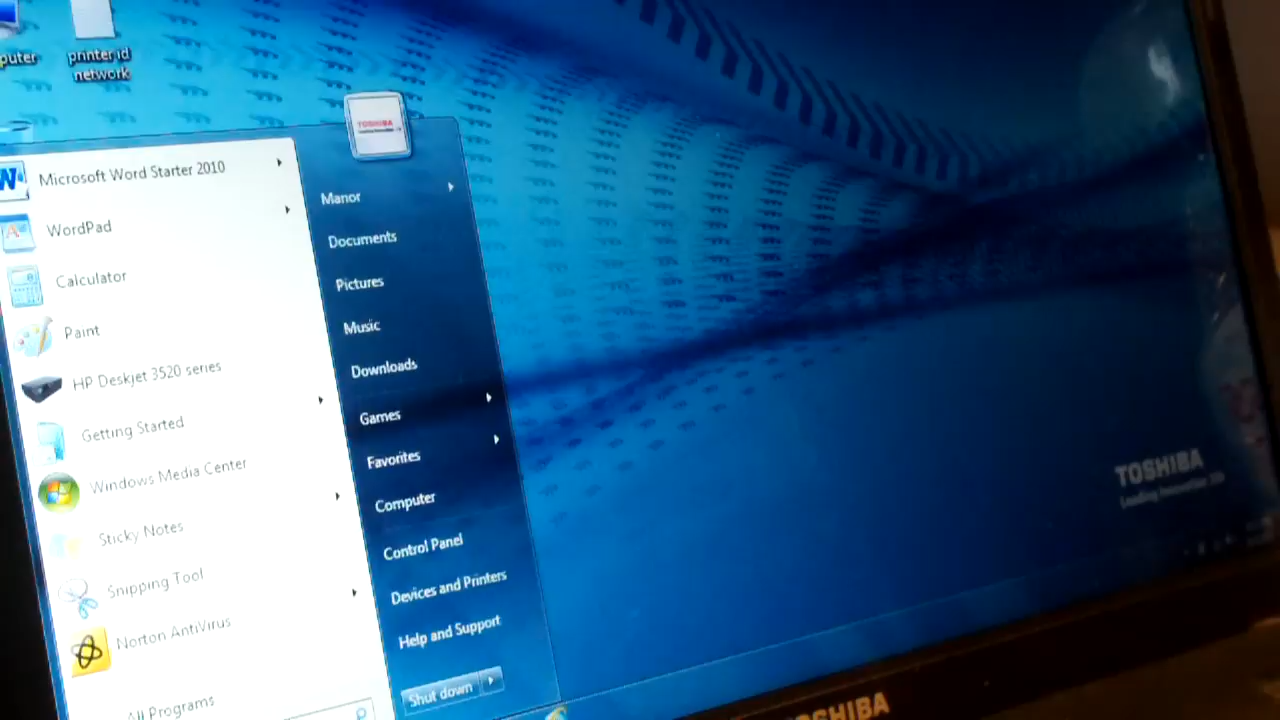 puter
printer id
network
TOSHIBA
Microsoft Word Starter 2010
WordPad
Calculator
Paint
HP Deskjet 3520 series
Getting Started
Windows Media Center
Sticky Notes
Snipping Tool
Norton AntiVirus
All Programs
Manor
Documents
Pictures
Music
Downloads
Games
Favorites
Computer
Control Panel
Devices and Printers
Help and Support
Shut down
TOSHIBA
Leading Innovation
TOSHIBA